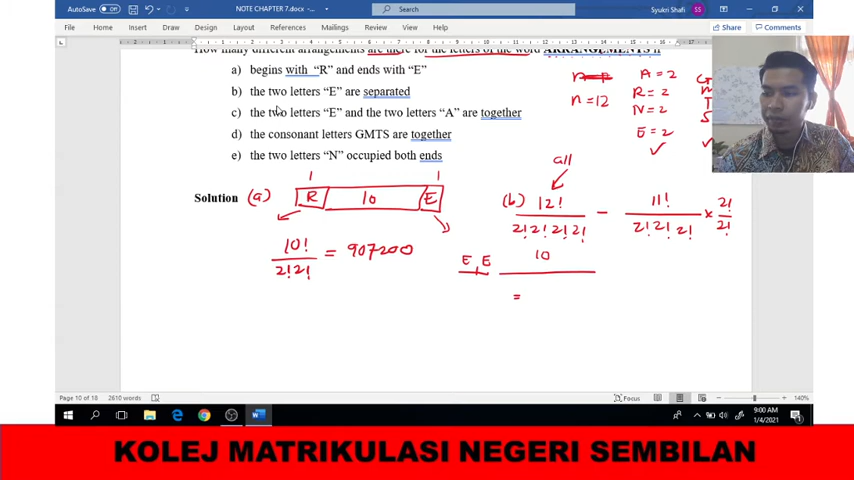 AutoSave Off NOTE CHAPTER 7.docx... Search Syukri Shafi SS
File Home Insert Draw Design Layout References Mailings Review View Help Share Comments
How many different arrangements are there for the letters of the word ARRANGEMENTS if
a) begins with “R” and ends with “E”
b) the two letters “E” are separated
c) the two letters “E” and the two letters “A” are together
d) the consonant letters GMTS are together
e) the two letters “N” occupied both ends
n = 12
A = 2
R = 2
N = 2
E = 2
✓
all
Solution (a) 1 1
R 10 E
10!
2!2! = 907200
(b) 12! − 11! × 2!
2!2!2!2! 2!2!2! 2!
E E 10
=
Page 10 of 18 2610 words Focus 140%
9:00 AM
1/4/2021
KOLEJ MATRIKULASI NEGERI SEMBILAN